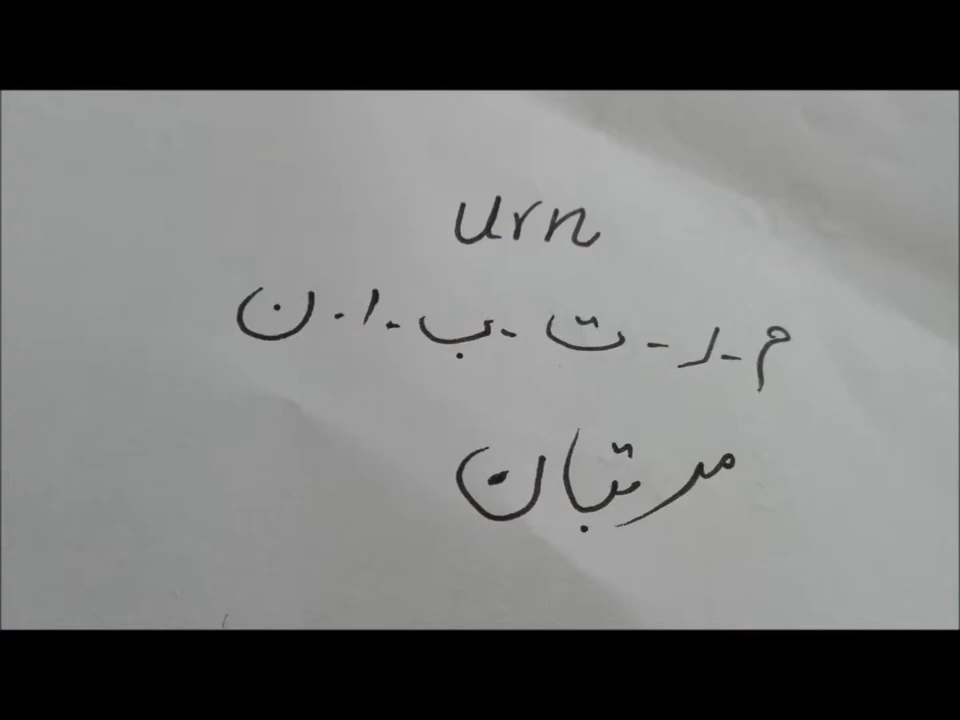 urn
م - ر - ت - ب - ا - ن
مرتبان